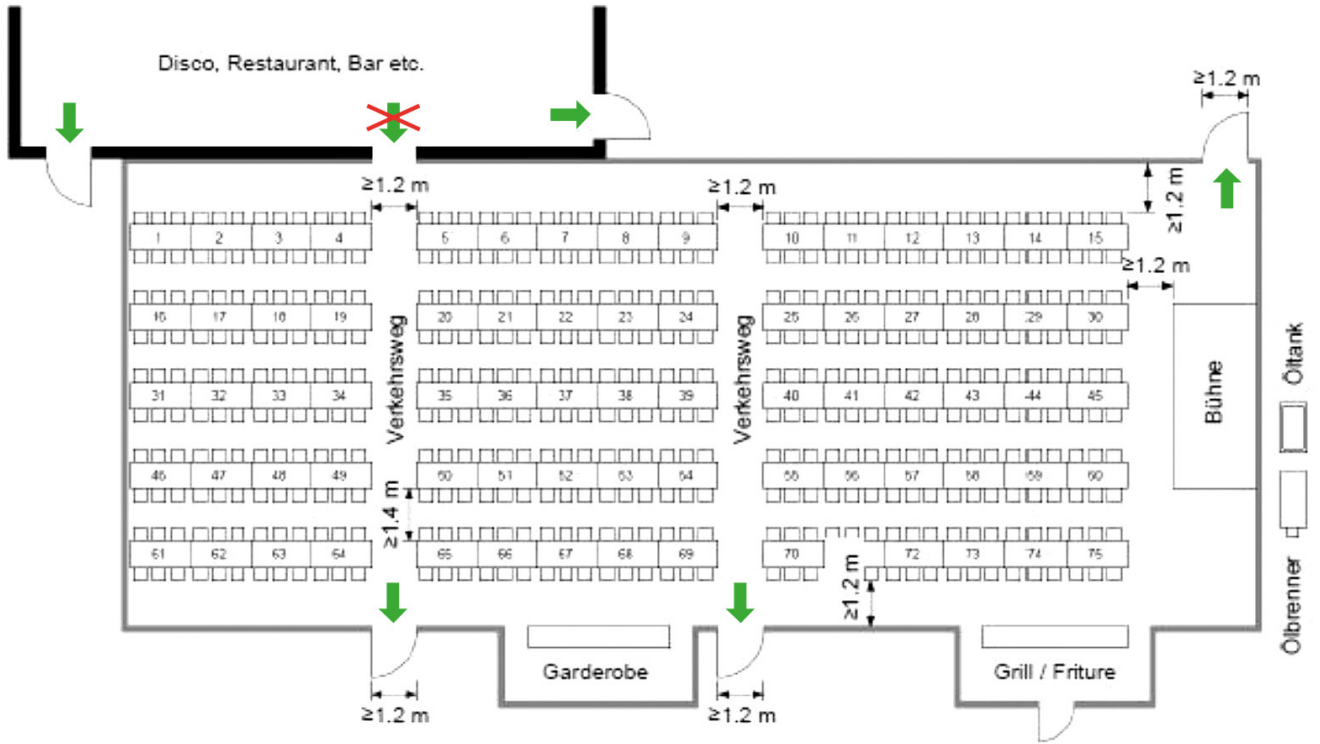 Disco, Restaurant, Bar etc.
≥1.2 m
≥1.2 m
≥1.2 m
≥1.2 m
1 2 3 4 5 6 7 8 9 10 11 12 13 14 15
≥1.2 m
16 17 18 19 20 21 22 23 24 25 26 27 28 29 30
Verkehrsweg
Verkehrsweg
Bühne
Öltank
31 32 33 34 35 36 37 38 39 40 41 42 43 44 45
46 47 48 49 50 51 52 53 54 55 56 57 58 59 60
≥1.4 m
61 62 63 64 65 66 67 68 69 70 72 73 74 75
≥1.2 m
Ölbrenner
Garderobe
Grill / Friture
≥1.2 m
≥1.2 m